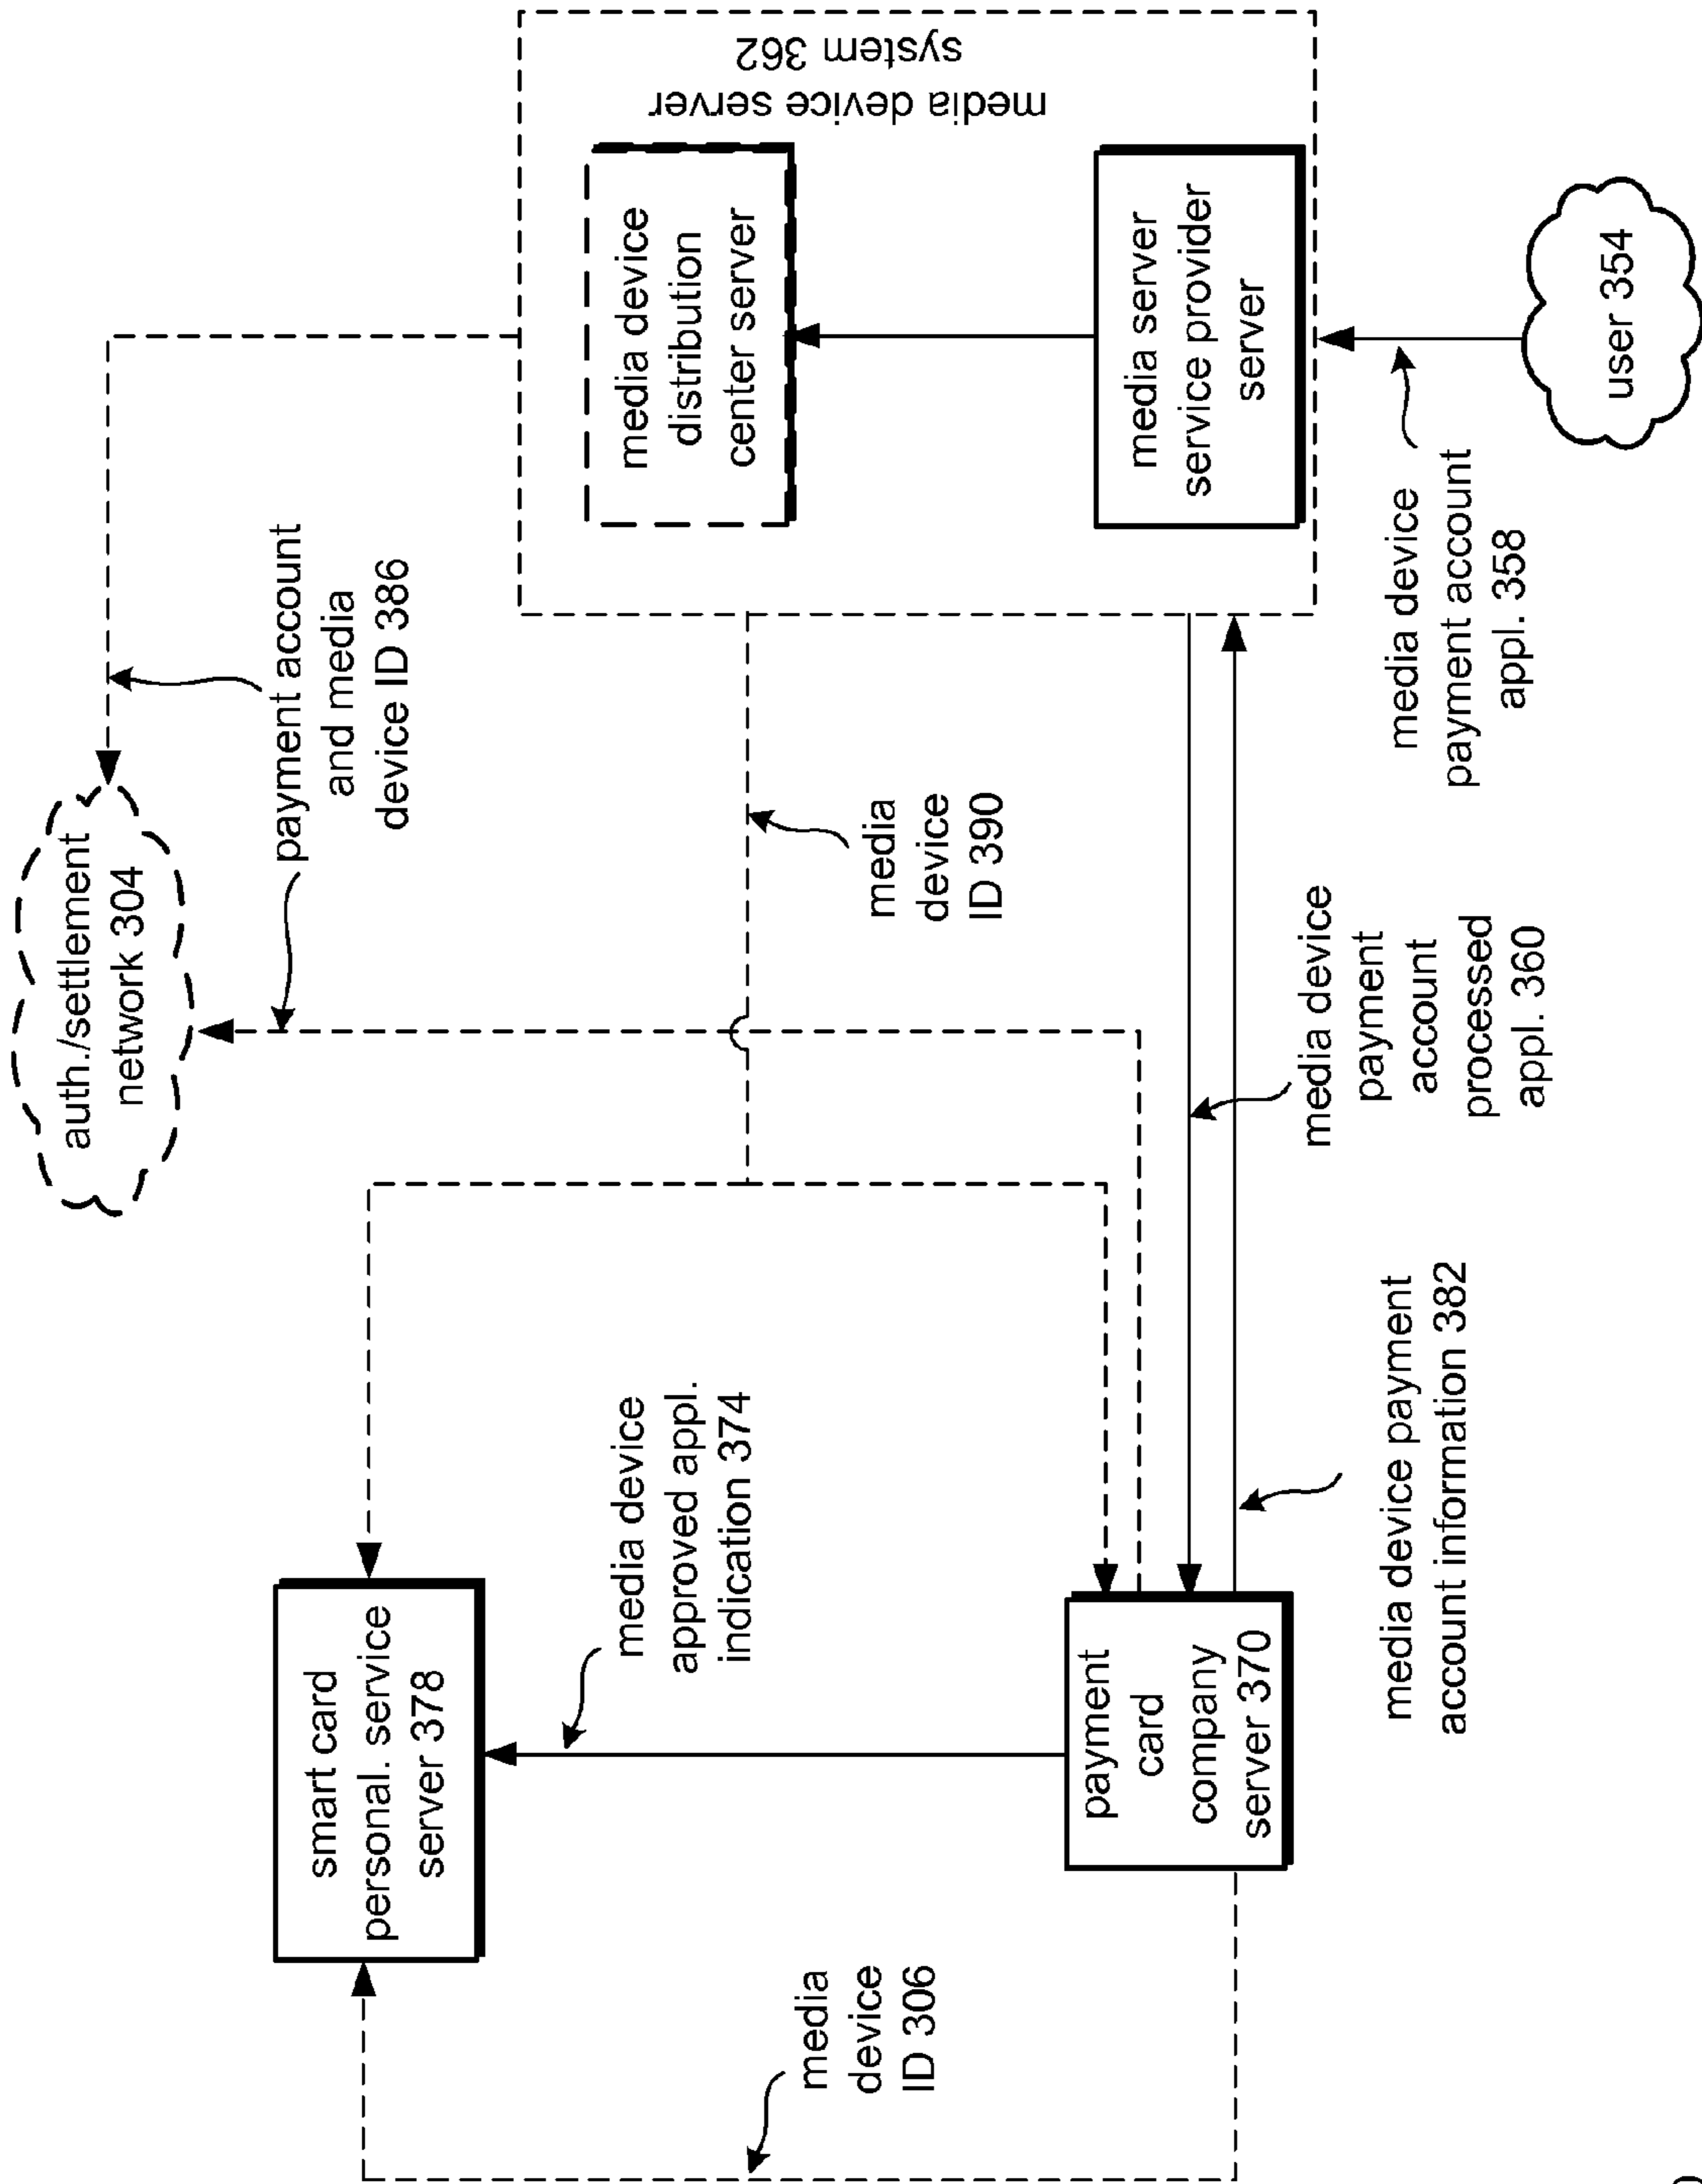 auth./settlement
network 304
payment account
and media
device ID 386
media device server
system 362
media device
distribution
center server
media server
service provider
server
user 354
media device
payment account
appl. 358
media
device
ID 390
media device
payment
account
processed
appl. 360
media device payment
account information 382
smart card
personal. service
server 378
media device
approved appl.
indication 374
payment
card
company
server 370
media
device
ID 306